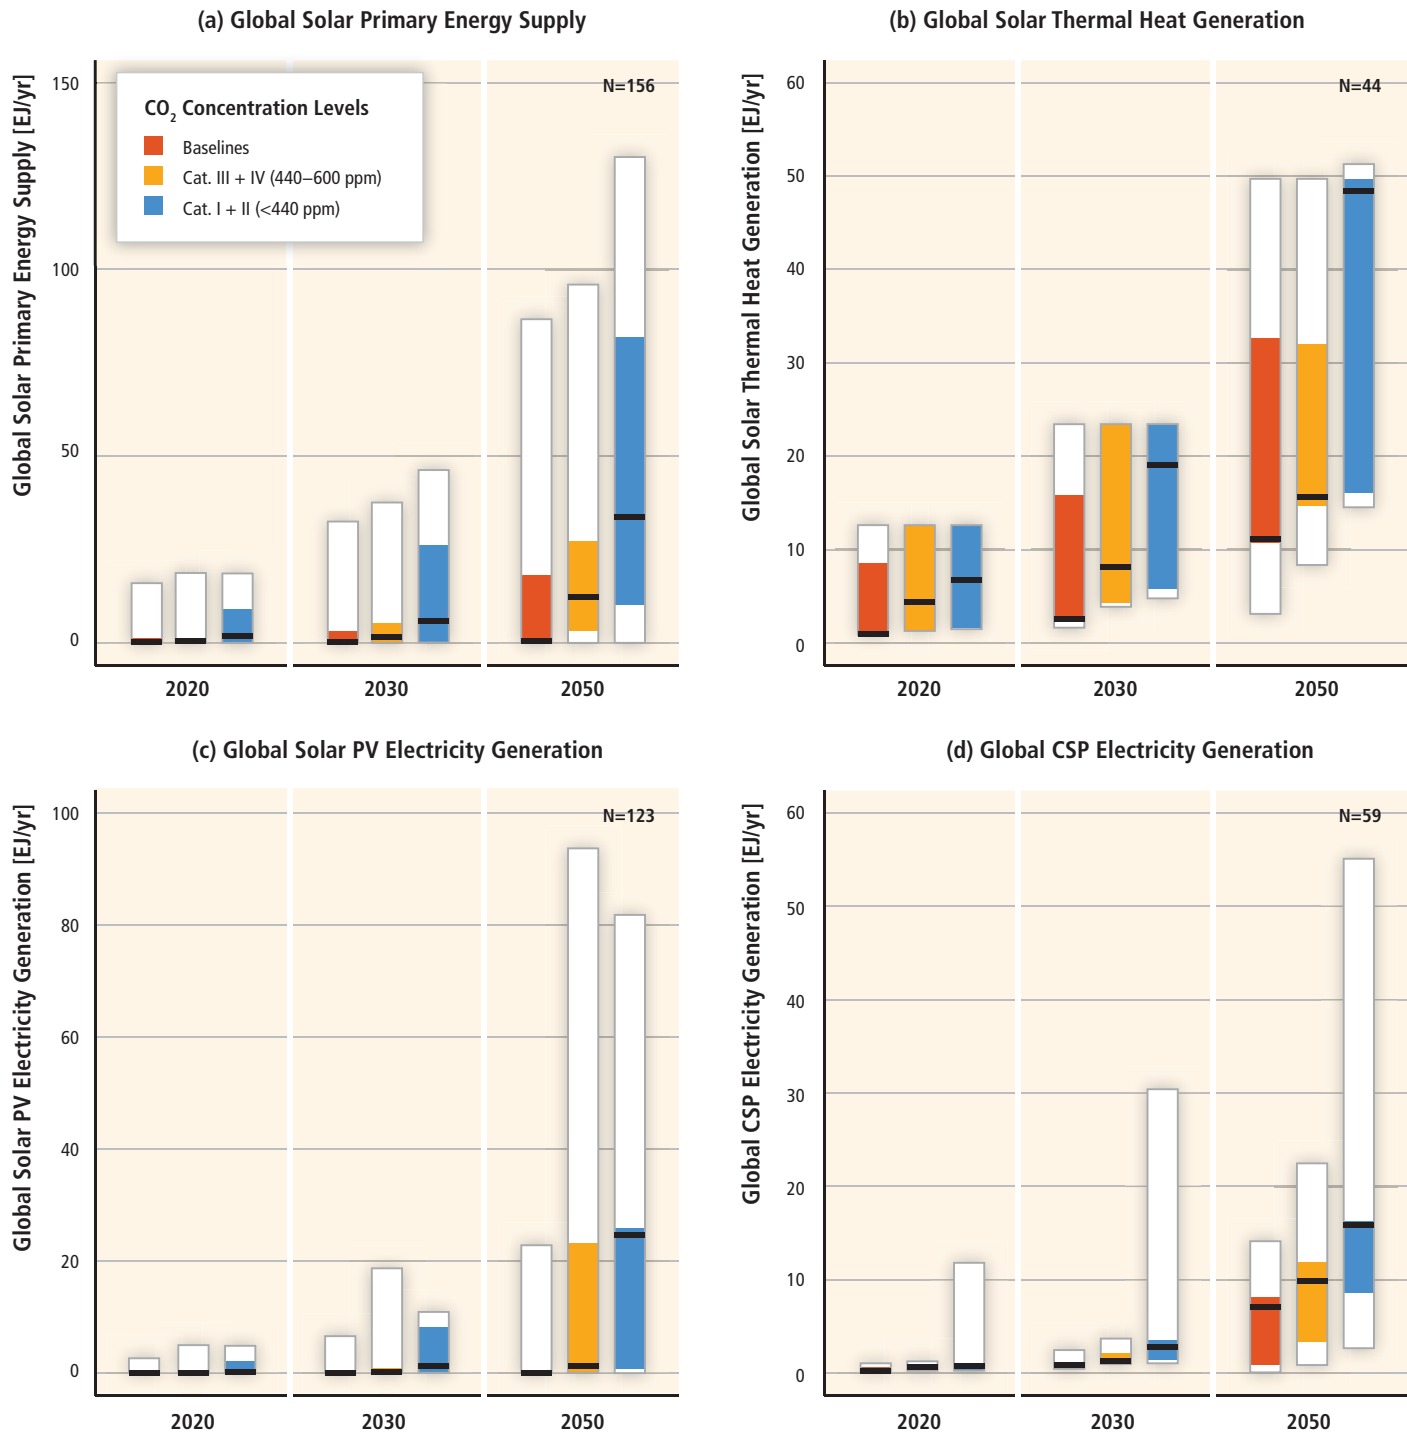 (a) Global Solar Primary Energy Supply
Global Solar Primary Energy Supply [EJ/yr]
150
100
50
0
N=156
CO2 Concentration Levels
Baselines
Cat. III + IV (440–600 ppm)
Cat. I + II (<440 ppm)
2020
2030
2050
(b) Global Solar Thermal Heat Generation
Global Solar Thermal Heat Generation [EJ/yr]
60
50
40
30
20
10
0
N=44
2020
2030
2050
(c) Global Solar PV Electricity Generation
Global Solar PV Electricity Generation [EJ/yr]
100
80
60
40
20
0
N=123
2020
2030
2050
(d) Global CSP Electricity Generation
Global CSP Electricity Generation [EJ/yr]
60
50
40
30
20
10
0
N=59
2020
2030
2050